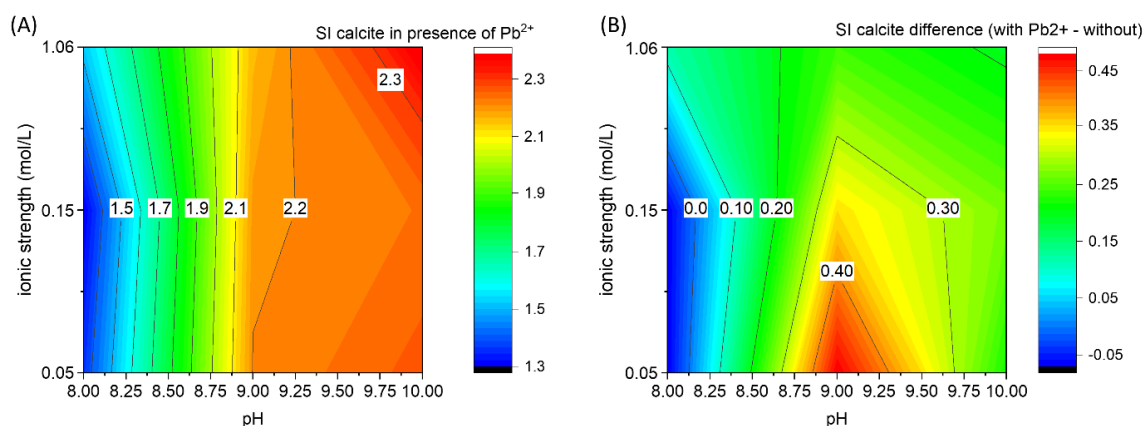 (A)
SI calcite in presence of Pb²⁺
ionic strength (mol/L)
1.06
0.15
0.05
8.00 8.25 8.50 8.75 9.00 9.25 9.50 9.75 10.00
pH
1.5 1.7 1.9 2.1 2.2
2.3
2.3
2.1
1.9
1.7
1.5
1.3
(B)
SI calcite difference (with Pb2+ - without)
ionic strength (mol/L)
1.06
0.15
0.05
8.00 8.25 8.50 8.75 9.00 9.25 9.50 9.75 10.00
pH
0.0 0.10 0.20 0.30
0.40
0.45
0.35
0.25
0.15
0.05
-0.05